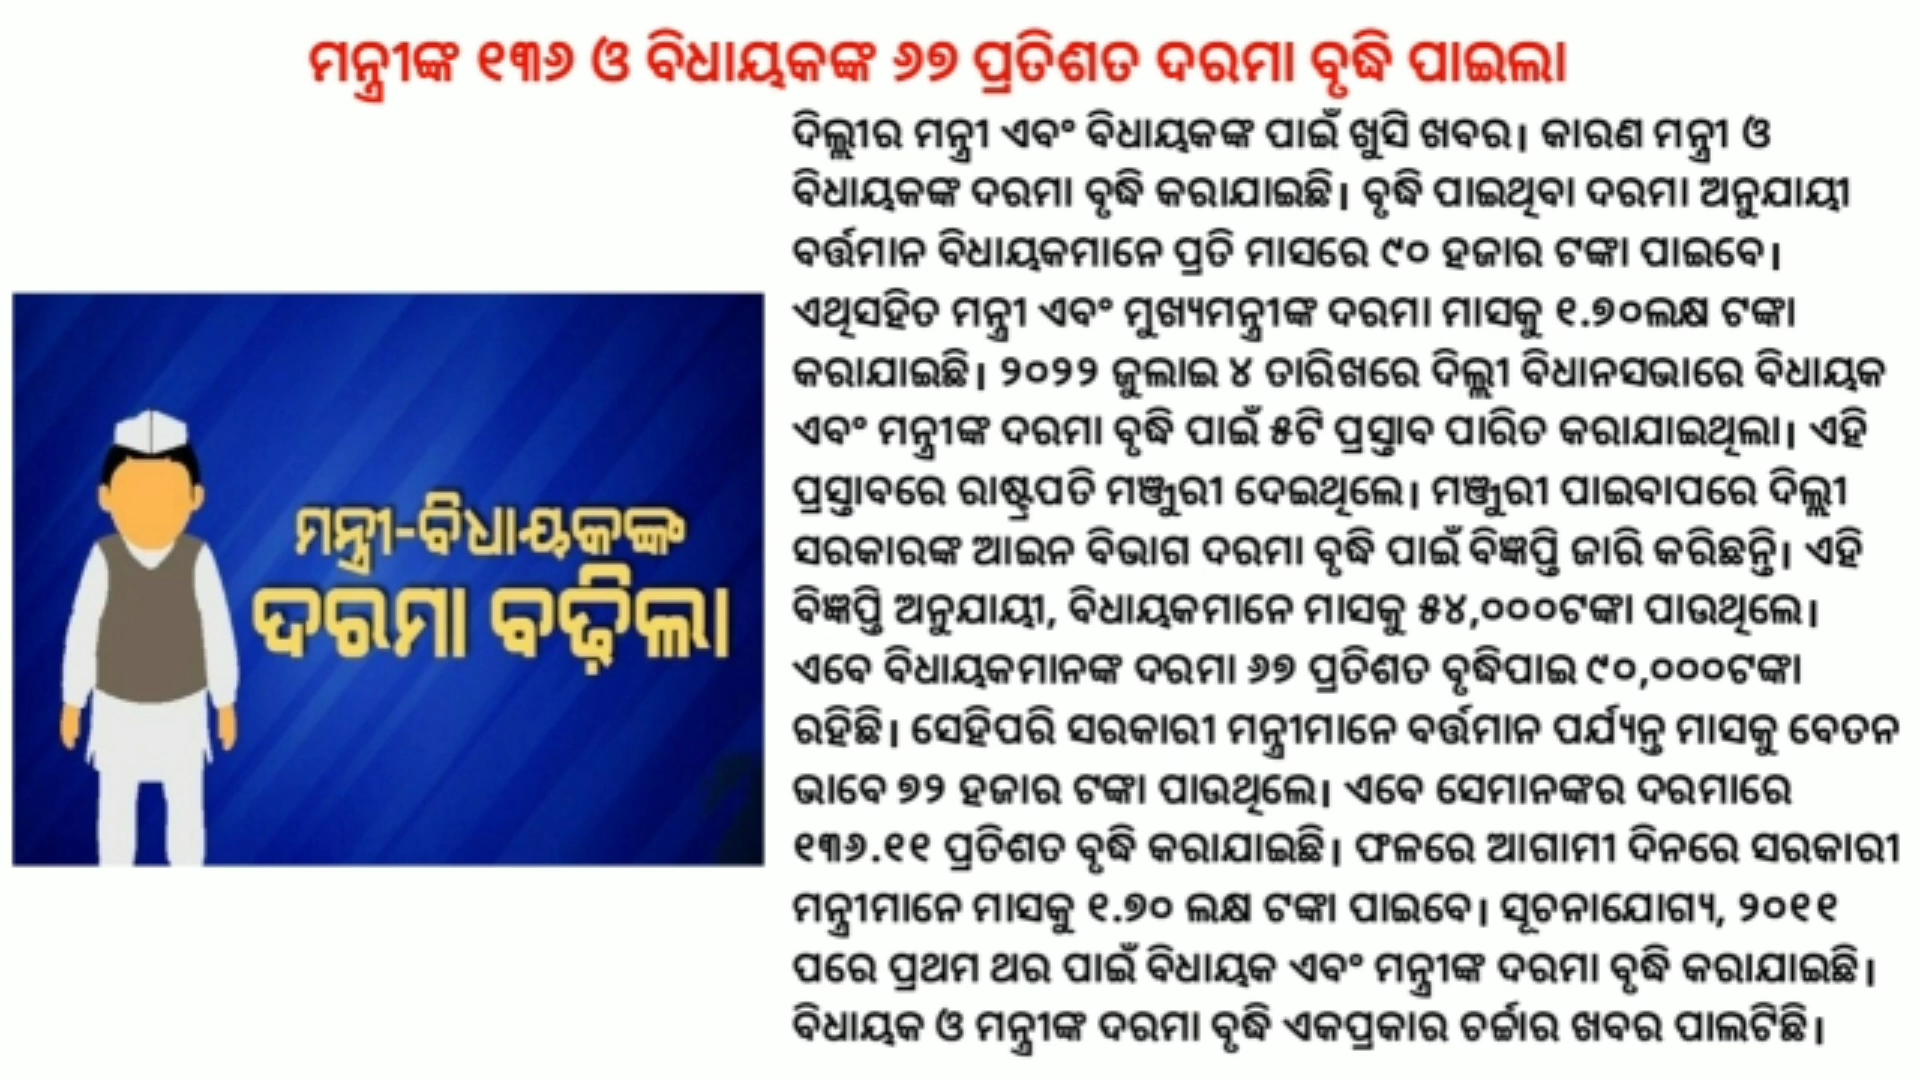 ମନ୍ତ୍ରୀଙ୍କ ୧୩୬ ଓ ବିଧାୟକଙ୍କ ୬୭ ପ୍ରତିଶତ ଦରମା ବୃଦ୍ଧି ପାଇଲା
ମନ୍ତ୍ରୀ-ବିଧାୟକଙ୍କ
ଦରମା ବଢ଼ିଲା
ଦିଲ୍ଲୀର ମନ୍ତ୍ରୀ ଏବଂ ବିଧାୟକଙ୍କ ପାଇଁ ଖୁସି ଖବର। କାରଣ ମନ୍ତ୍ରୀ ଓ
ବିଧାୟକଙ୍କ ଦରମା ବୃଦ୍ଧି କରାଯାଇଛି। ବୃଦ୍ଧି ପାଇଥିବା ଦରମା ଅନୁଯାୟୀ
ବର୍ତ୍ତମାନ ବିଧାୟକମାନେ ପ୍ରତି ମାସରେ ୯୦ ହଜାର ଟଙ୍କା ପାଇବେ।
ଏଥିସହିତ ମନ୍ତ୍ରୀ ଏବଂ ମୁଖ୍ୟମନ୍ତ୍ରୀଙ୍କ ଦରମା ମାସକୁ ୧.୭୦ଲକ୍ଷ ଟଙ୍କା
କରାଯାଇଛି। ୨୦୨୨ ଜୁଲାଇ ୪ ତାରିଖରେ ଦିଲ୍ଲୀ ବିଧାନସଭାରେ ବିଧାୟକ
ଏବଂ ମନ୍ତ୍ରୀଙ୍କ ଦରମା ବୃଦ୍ଧି ପାଇଁ ୫ଟି ପ୍ରସ୍ତାବ ପାରିତ କରାଯାଇଥିଲା। ଏହି
ପ୍ରସ୍ତାବରେ ରାଷ୍ଟ୍ରପତି ମଞ୍ଜୁରୀ ଦେଇଥିଲେ। ମଞ୍ଜୁରୀ ପାଇବାପରେ ଦିଲ୍ଲୀ
ସରକାରଙ୍କ ଆଇନ ବିଭାଗ ଦରମା ବୃଦ୍ଧି ପାଇଁ ବିଜ୍ଞପ୍ତି ଜାରି କରିଛନ୍ତି। ଏହି
ବିଜ୍ଞପ୍ତି ଅନୁଯାୟୀ, ବିଧାୟକମାନେ ମାସକୁ ୫୪,୦୦୦ଟଙ୍କା ପାଉଥିଲେ।
ଏବେ ବିଧାୟକମାନଙ୍କ ଦରମା ୬୭ ପ୍ରତିଶତ ବୃଦ୍ଧିପାଇ ୯୦,୦୦୦ଟଙ୍କା
ରହିଛି। ସେହିପରି ସରକାରୀ ମନ୍ତ୍ରୀମାନେ ବର୍ତ୍ତମାନ ପର୍ଯ୍ୟନ୍ତ ମାସକୁ ବେତନ
ଭାବେ ୭୨ ହଜାର ଟଙ୍କା ପାଉଥିଲେ। ଏବେ ସେମାନଙ୍କର ଦରମାରେ
୧୩୬.୧୧ ପ୍ରତିଶତ ବୃଦ୍ଧି କରାଯାଇଛି। ଫଳରେ ଆଗାମୀ ଦିନରେ ସରକାରୀ
ମନ୍ତ୍ରୀମାନେ ମାସକୁ ୧.୭୦ ଲକ୍ଷ ଟଙ୍କା ପାଇବେ। ସୂଚନାଯୋଗ୍ୟ, ୨୦୧୧
ପରେ ପ୍ରଥମ ଥର ପାଇଁ ବିଧାୟକ ଏବଂ ମନ୍ତ୍ରୀଙ୍କ ଦରମା ବୃଦ୍ଧି କରାଯାଇଛି।
ବିଧାୟକ ଓ ମନ୍ତ୍ରୀଙ୍କ ଦରମା ବୃଦ୍ଧି ଏକପ୍ରକାର ଚର୍ଚ୍ଚାର ଖବର ପାଲଟିଛି।